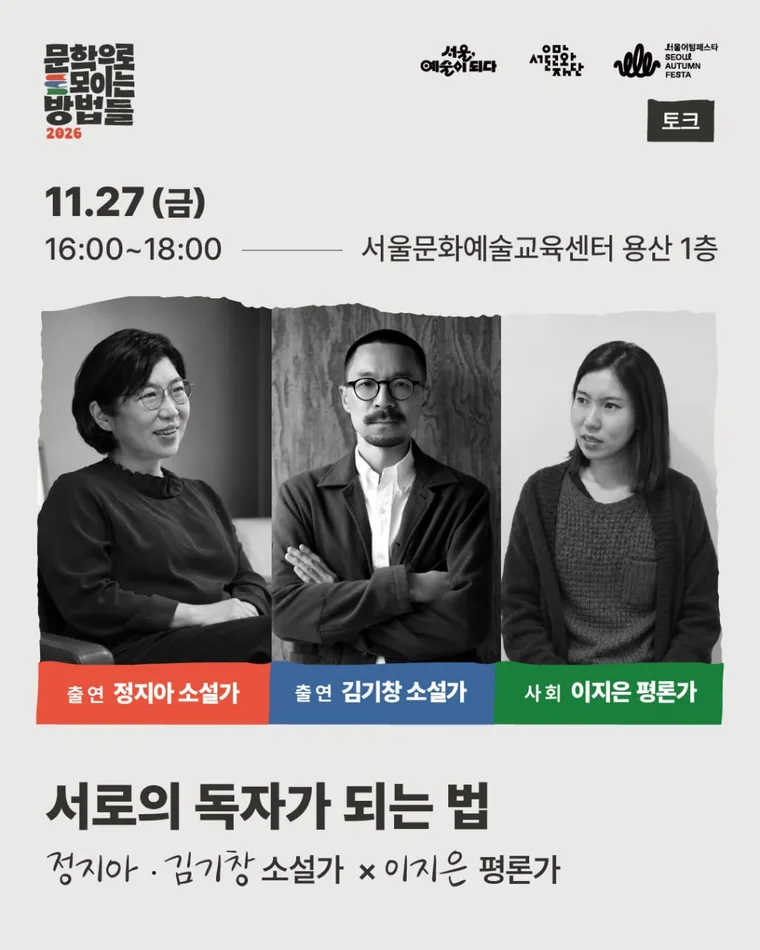 문학으로
모이는
방법들
2026
서울,
예술이 되다
서울문화재단
서울어텀페스타
SEOUL
AUTUMN
FESTA
토크
11.27 (금)
16:00~18:00 서울문화예술교육센터 용산 1층
출연 정지아 소설가
출연 김기창 소설가
사회 이지은 평론가
서로의 독자가 되는 법
정지아 · 김기창 소설가 × 이지은 평론가